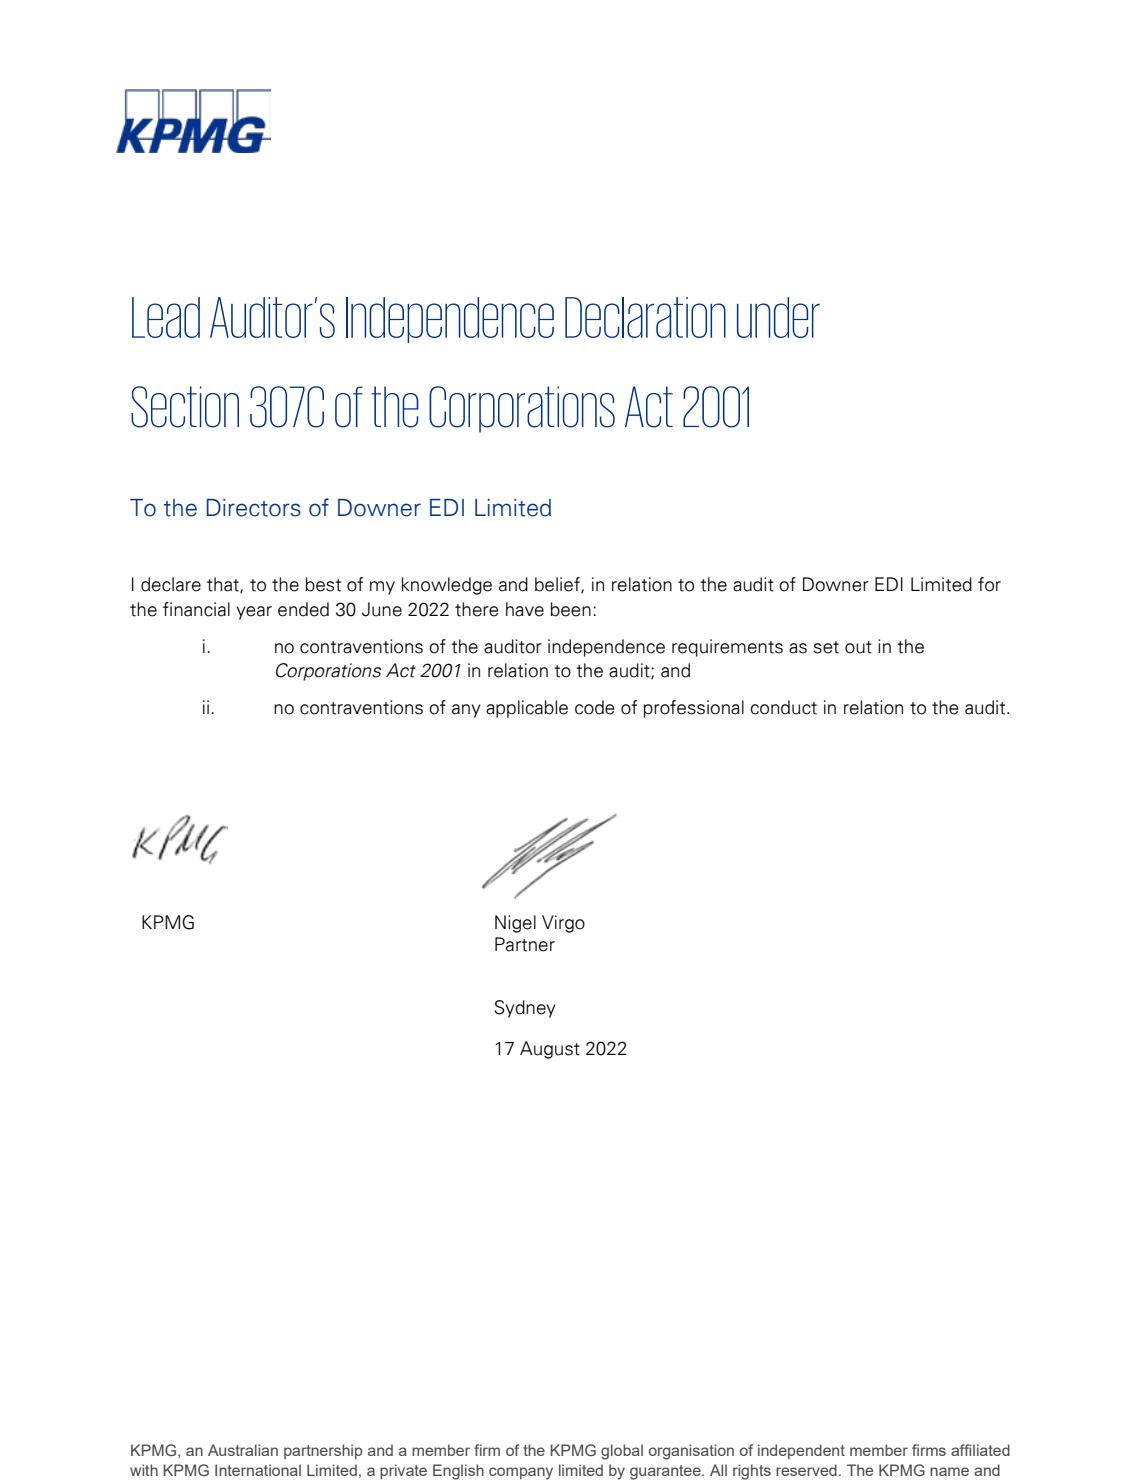 KPMG
Lead Auditor's Independence Declaration under
Section 307C of the Corporations Act 2001
To the Directors of Downer EDI Limited
I declare that, to the best of my knowledge and belief, in relation to the audit of Downer EDI Limited for
the financial year ended 30 June 2022 there have been:
i. no contraventions of the auditor independence requirements as set out in the
Corporations Act 2001 in relation to the audit; and
ii. no contraventions of any applicable code of professional conduct in relation to the audit.
KPMG
KPMG
Nigel Virgo
Partner
Sydney
17 August 2022
KPMG, an Australian partnership and a member firm of the KPMG global organisation of independent member firms affiliated
with KPMG International Limited, a private English company limited by guarantee. All rights reserved. The KPMG name and